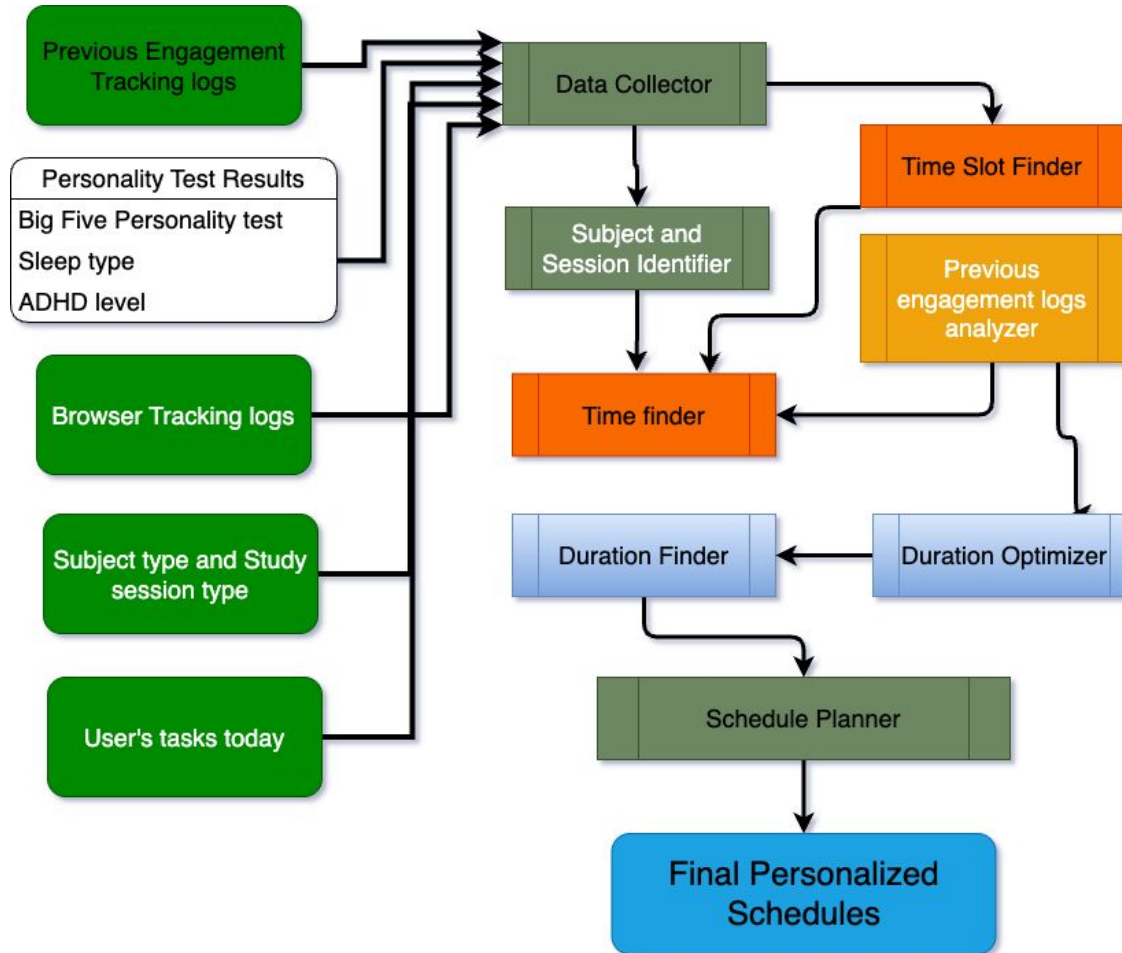 Previous Engagement
Tracking logs
Personality Test Results
Big Five Personality test
Sleep type
ADHD level
Browser Tracking logs
Subject type and Study
session type
User's tasks today
Data Collector
Time Slot Finder
Subject and
Session Identifier
Previous
engagement logs
analyzer
Time finder
Duration Finder
Duration Optimizer
Schedule Planner
Final Personalized
Schedules